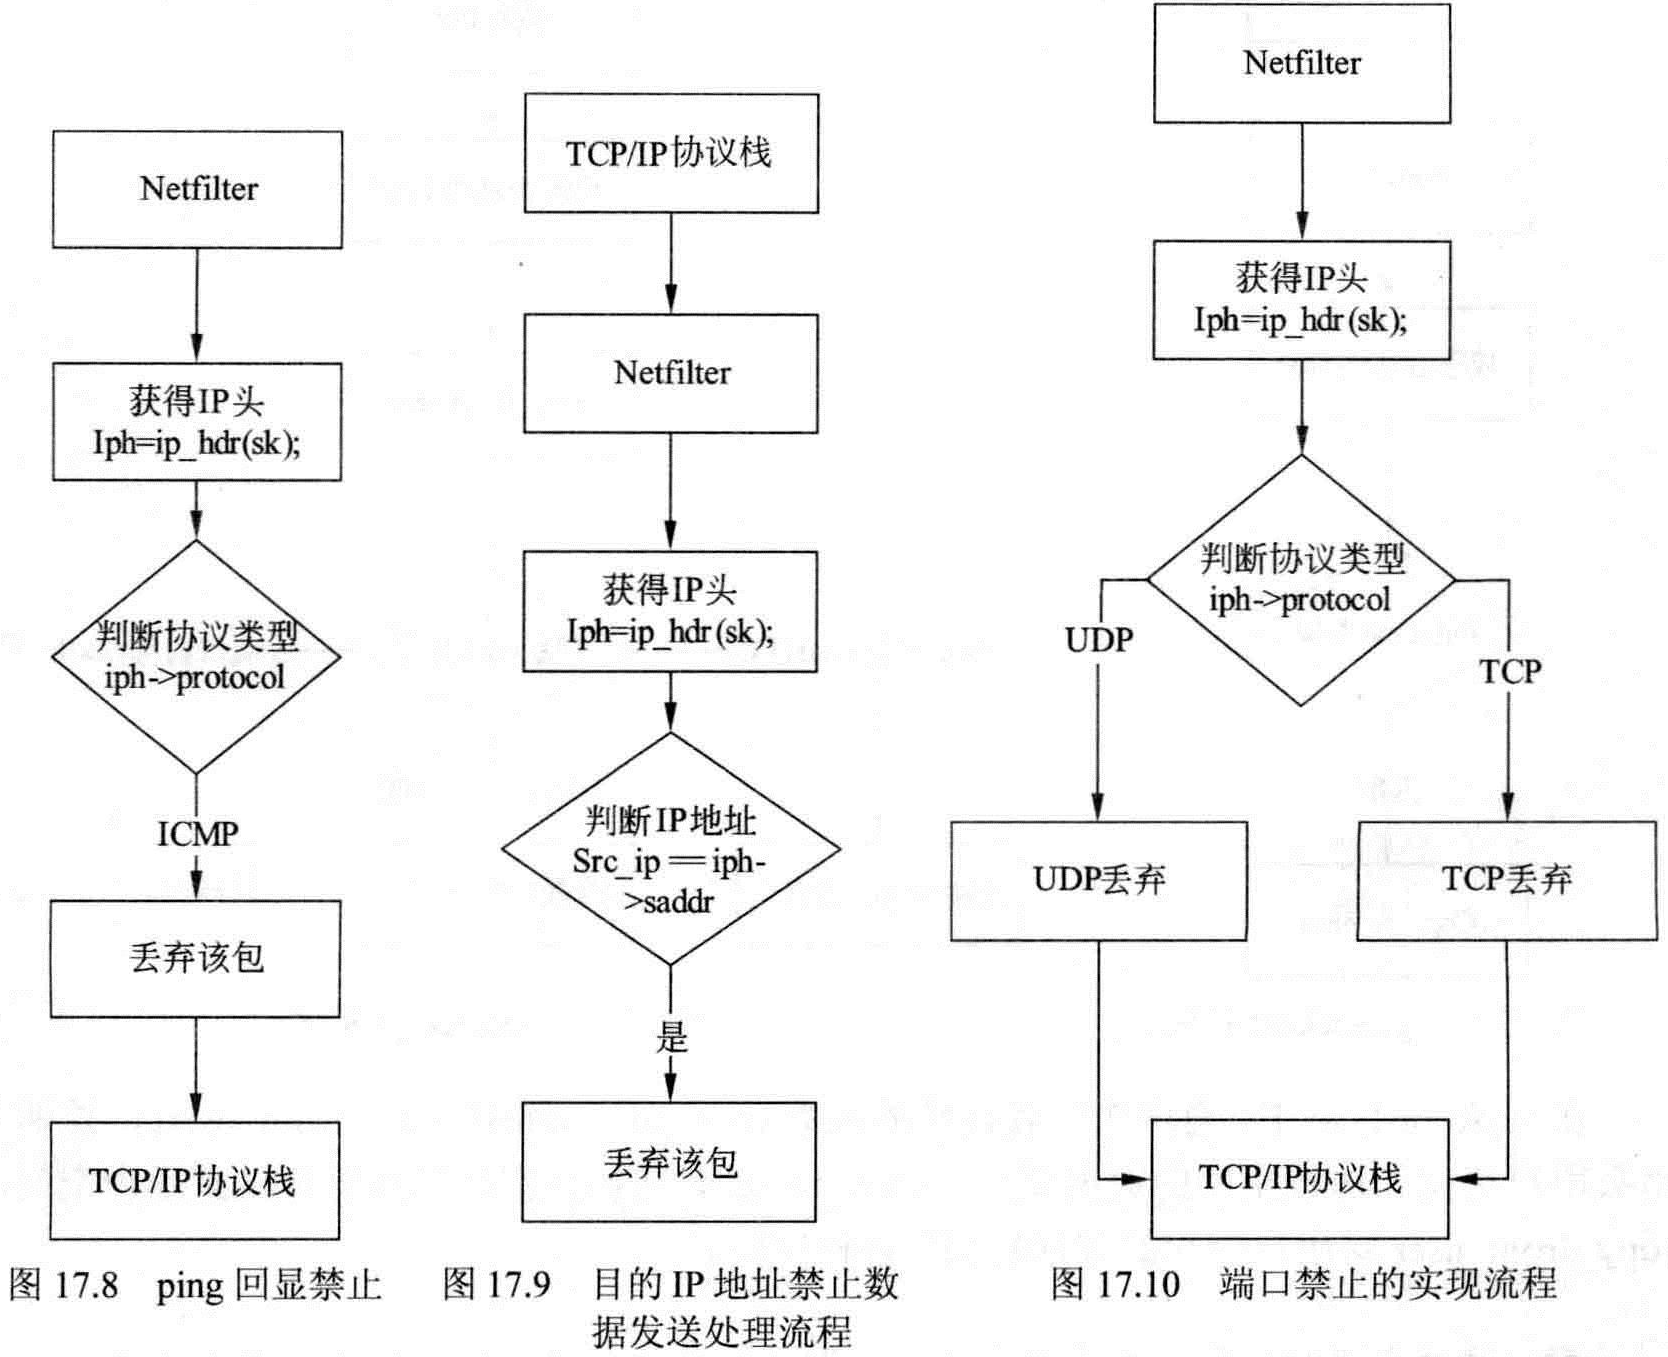 Netfilter
获得IP头
Iph=ip_hdr(sk);
判断协议类型
iph->protocol
ICMP
丢弃该包
TCP/IP协议栈
图 17.8 ping 回显禁止
TCP/IP协议栈
Netfilter
获得IP头
Iph=ip_hdr(sk);
判断IP地址
Src_ip == iph-
>saddr
是
丢弃该包
图 17.9 目的 IP 地址禁止数
据发送处理流程
Netfilter
获得IP头
Iph=ip_hdr(sk);
判断协议类型
iph->protocol
UDP
TCP
UDP丢弃
TCP丢弃
TCP/IP协议栈
图 17.10 端口禁止的实现流程